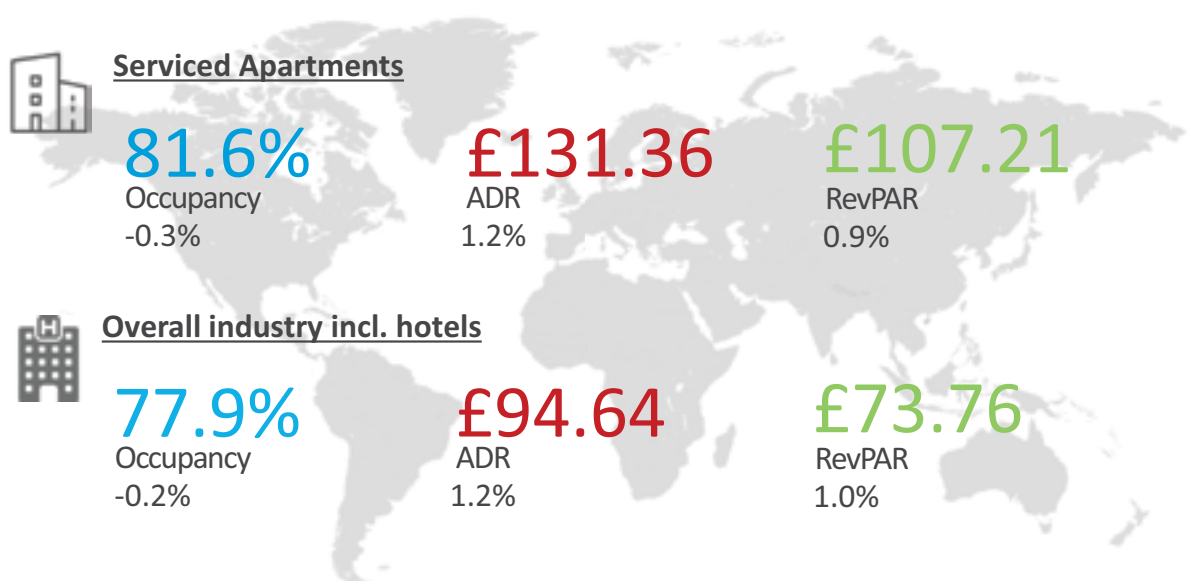 Serviced Apartments
81.6% £131.36 £107.21
Occupancy ADR RevPAR
-0.3% 1.2% 0.9%
H
Overall industry incl. hotels
77.9% £94.64 £73.76
Occupancy ADR RevPAR
-0.2% 1.2% 1.0%